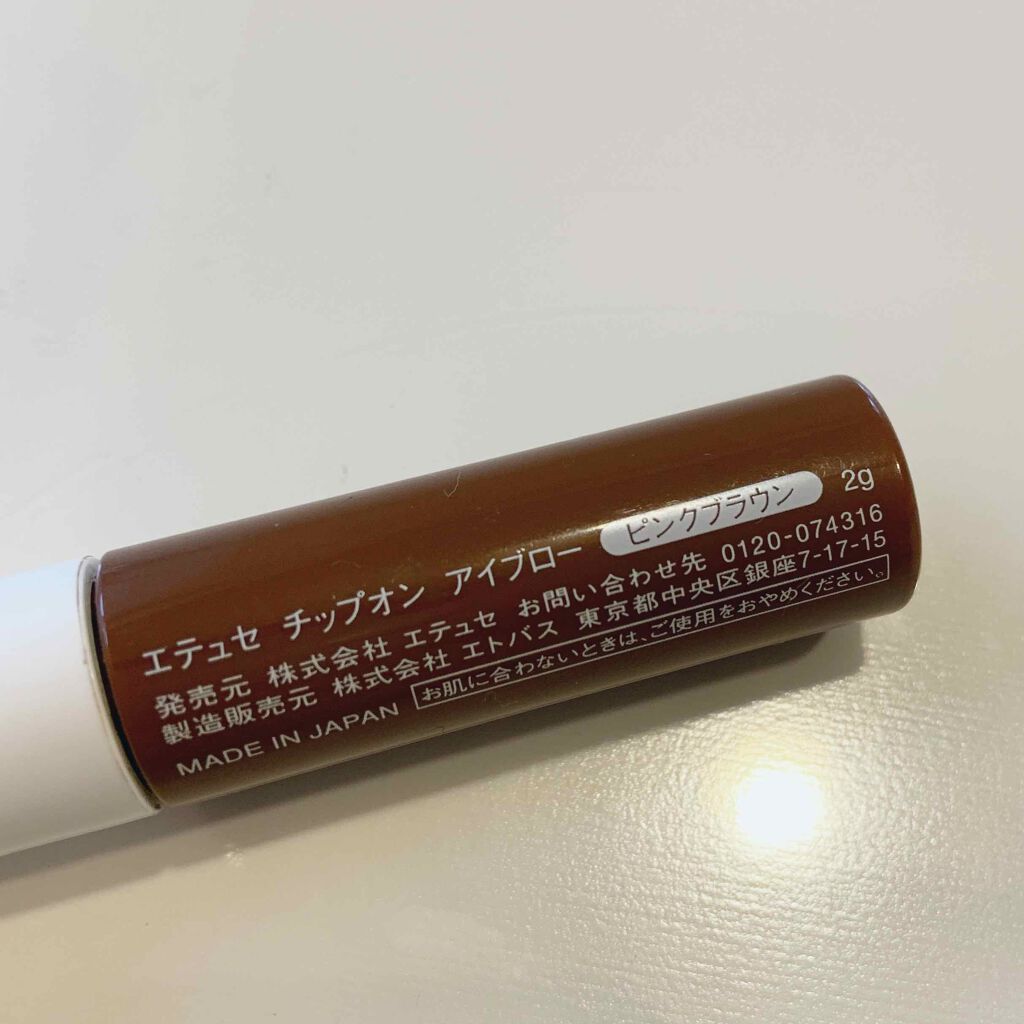 エテュセ チップオン アイブロー ピンクブラウン 2g
発売元 株式会社 エテュセ お問い合わせ先 0120-074316
製造販売元 株式会社 エトバス 東京都中央区銀座7-17-15
MADE IN JAPAN お肌に合わないときは、ご使用をおやめください。